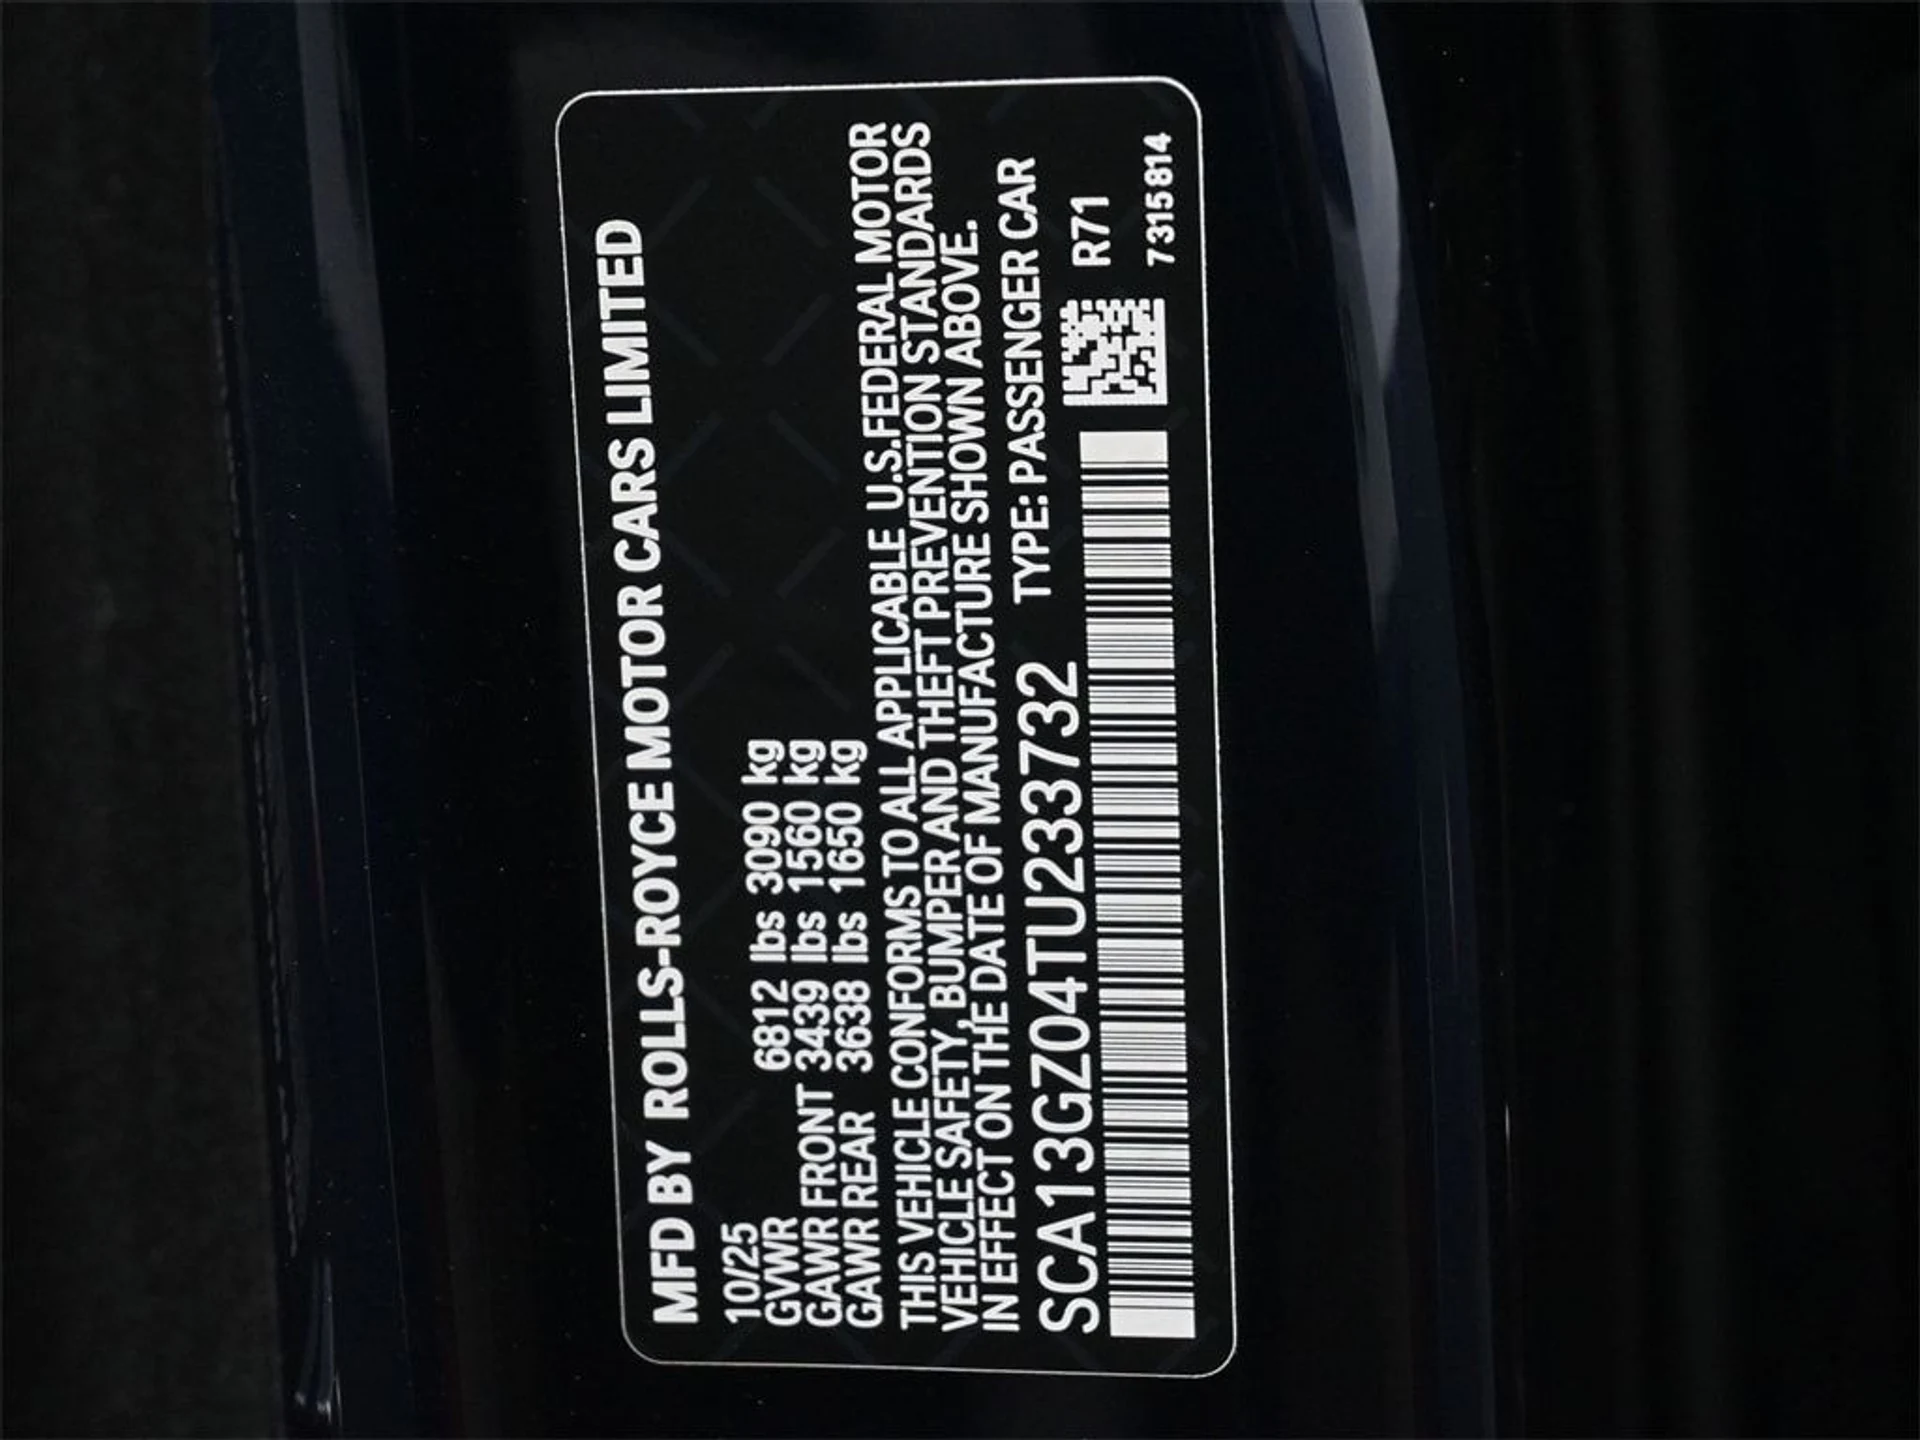 MFD BY ROLLS-ROYCE MOTOR CARS LIMITED
10/25
GVWR 6812 lbs 3090 kg
GAWR FRONT 3439 lbs 1560 kg
GAWR REAR 3638 lbs 1650 kg
THIS VEHICLE CONFORMS TO ALL APPLICABLE U.S.FEDERAL MOTOR
VEHICLE SAFETY, BUMPER AND THEFT PREVENTION STANDARDS
IN EFFECT ON THE DATE OF MANUFACTURE SHOWN ABOVE.
SCA13GZ04TU233732 TYPE: PASSENGER CAR
R71
7315814